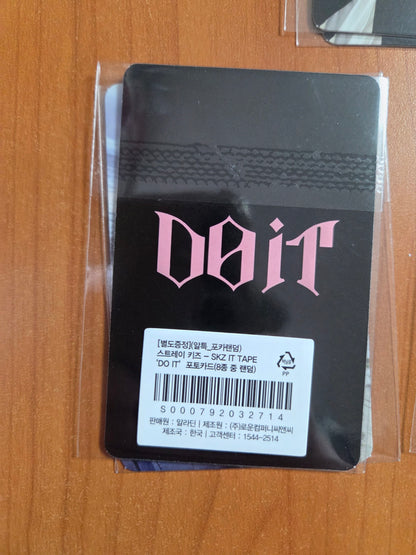 DO iT
[별도증정](알특_포카랜덤)
스트레이 키즈 - SKZ IT TAPE
'DO IT' 포토카드(8종 중 랜덤)
PP
S000792032714
판매원 : 알라딘 | 제조원 : (주)로운컴퍼니씨앤씨
제조국 : 한국 | 고객센터 : 1544-2514